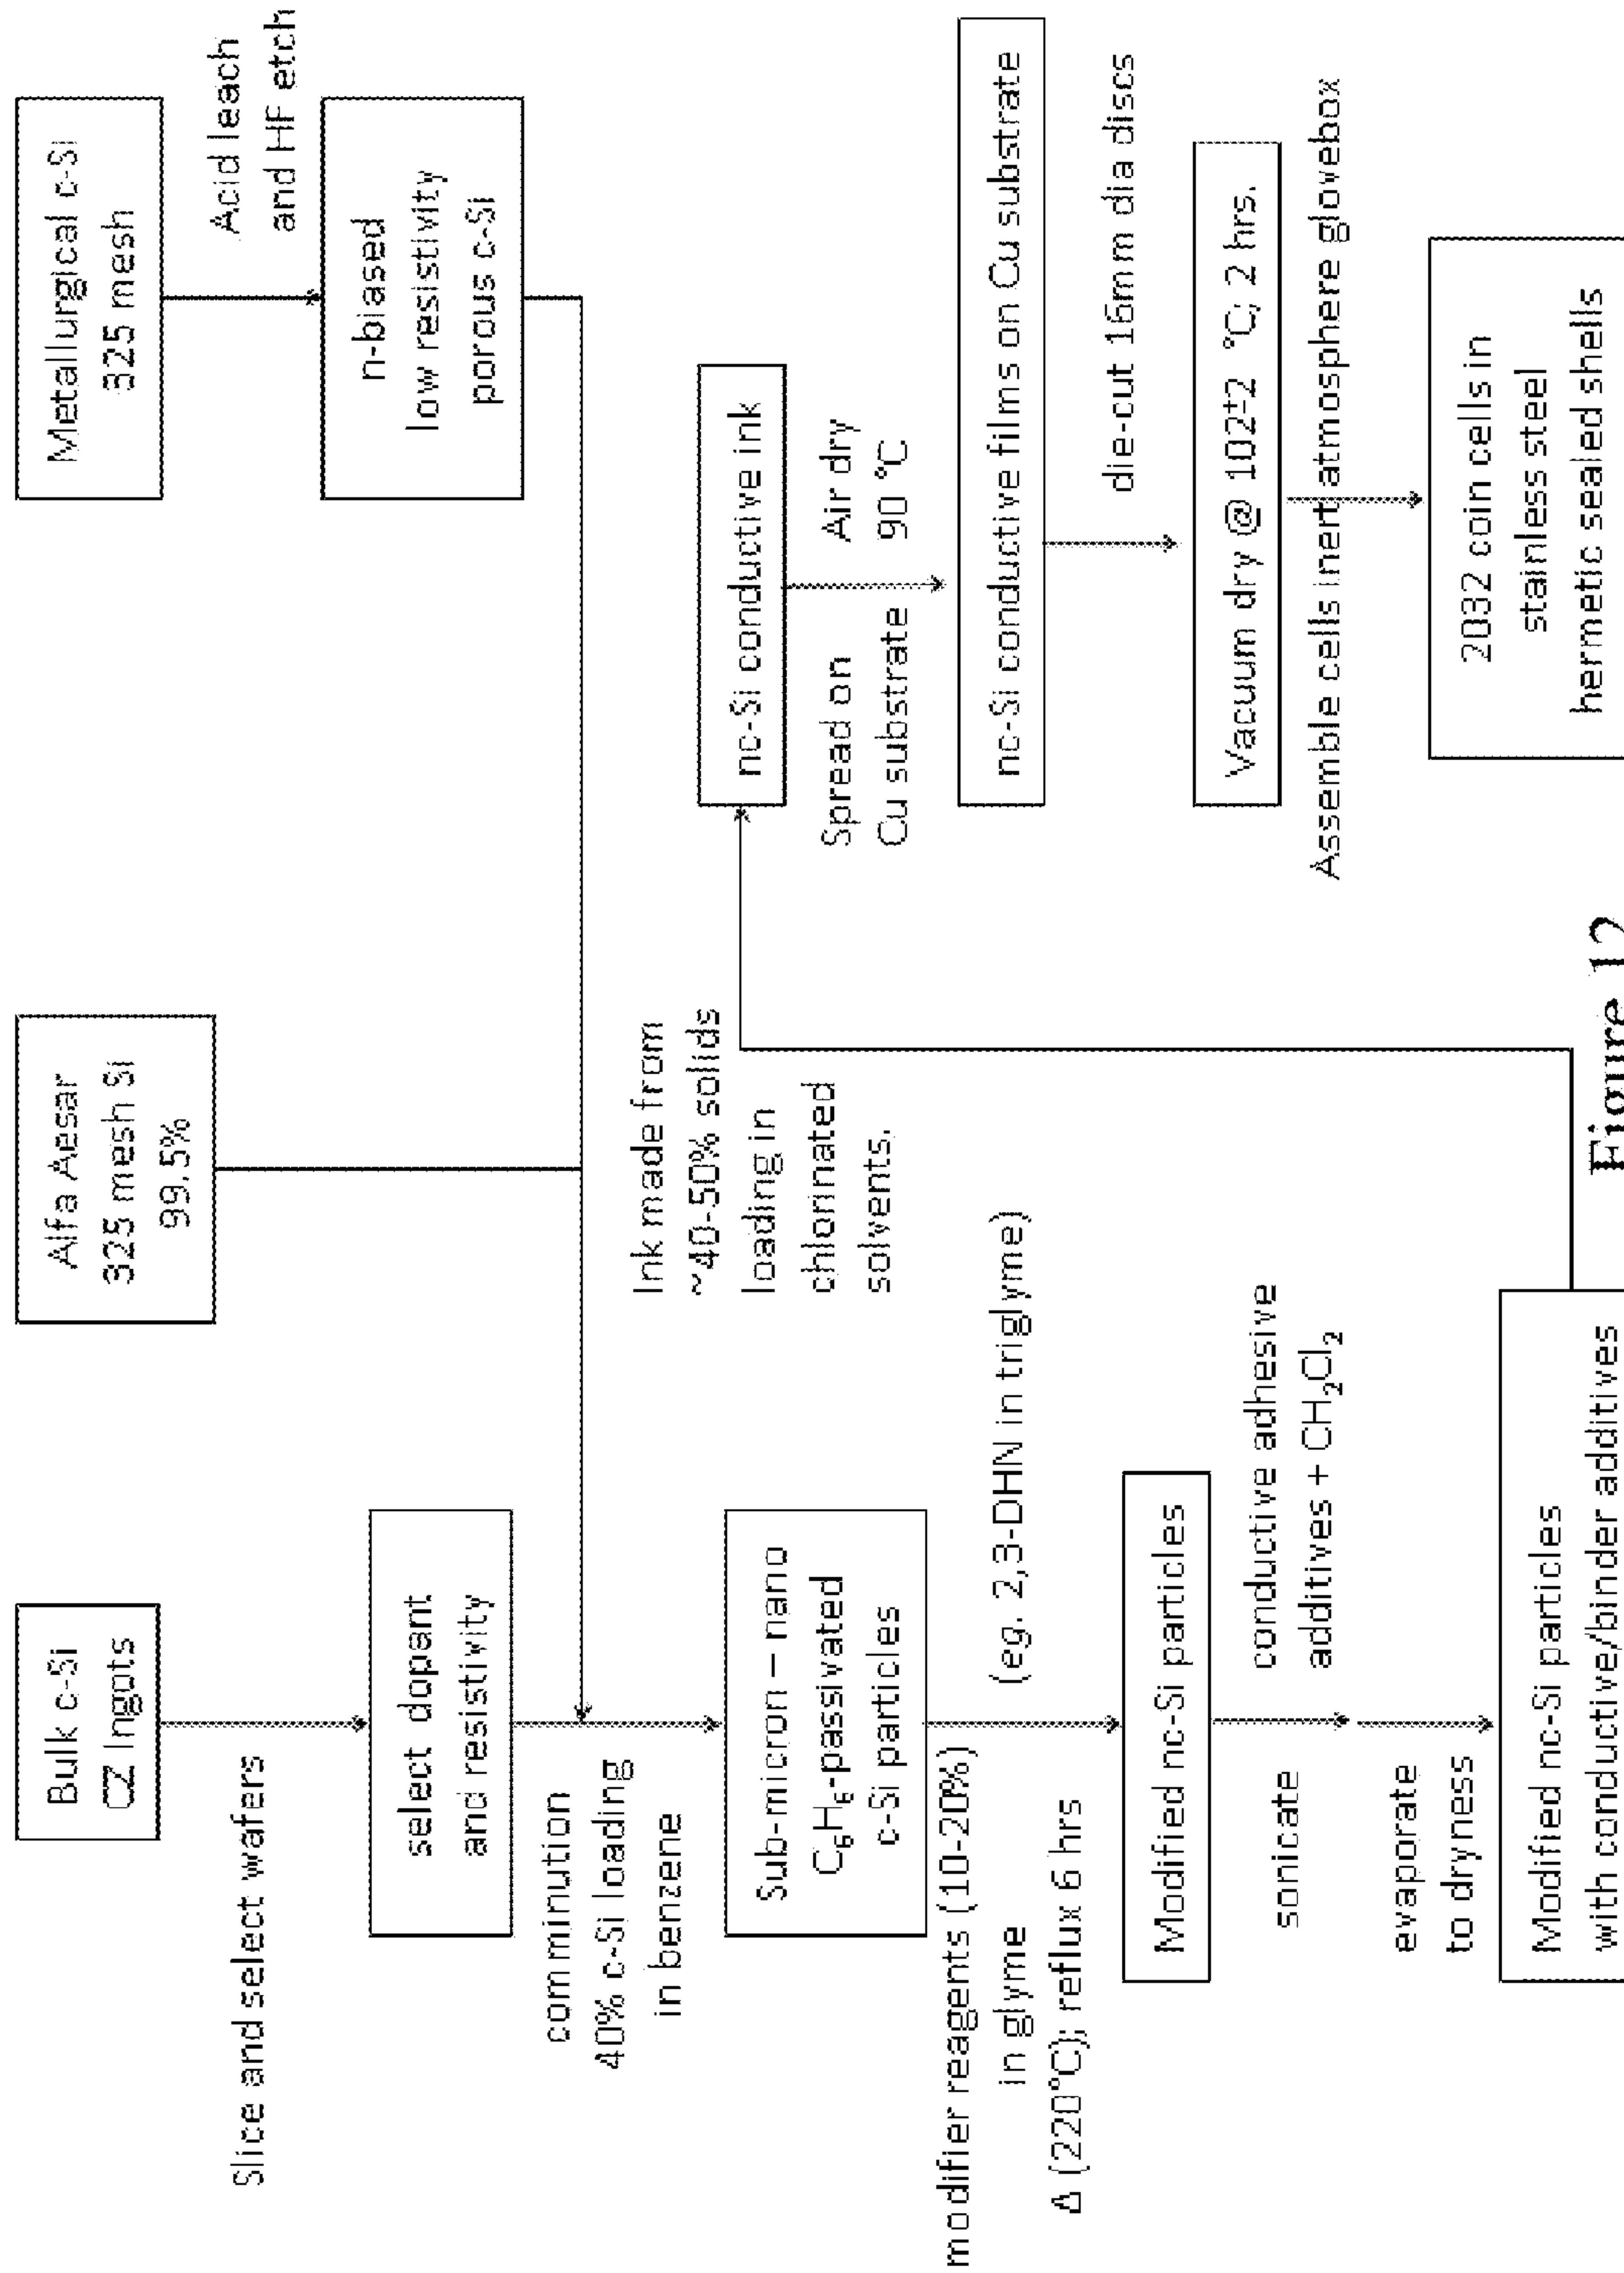 Bulk c-Si
CZ Ingots
Slice and select wafers
select dopant
and resistivity
comminution
40% c-Si loading
in benzene
Sub-micron – nano
C₆H₆-passivated
c-Si particles
modifier reagents (10-20%)
in glyme
Δ (220°C); reflux 6 hrs
(eg. 2,3-DHN in triglyme)
Modified nc-Si particles
sonicate
conductive adhesive
additives + CH₂Cl₂
evaporate
to dryness
Modified nc-Si particles
with conductive/binder additives
Alfa Aesar
325 mesh Si
99.5%
Metallurgical c-Si
325 mesh
Acid leach
and HF etch
n-biased
low resistivity
porous c-Si
Ink made from
~40-50% solids
loading in
chlorinated
solvents.
nc-Si conductive ink
Spread on
Cu substrate
Air dry
90 °C
nc-Si conductive films on Cu substrate
die-cut 16mm dia discs
Vacuum dry @ 102±2 °C; 2 hrs.
Assemble cells inert atmosphere glovebox
2032 coin cells in
stainless steel
hermetic sealed shells
Figure 12